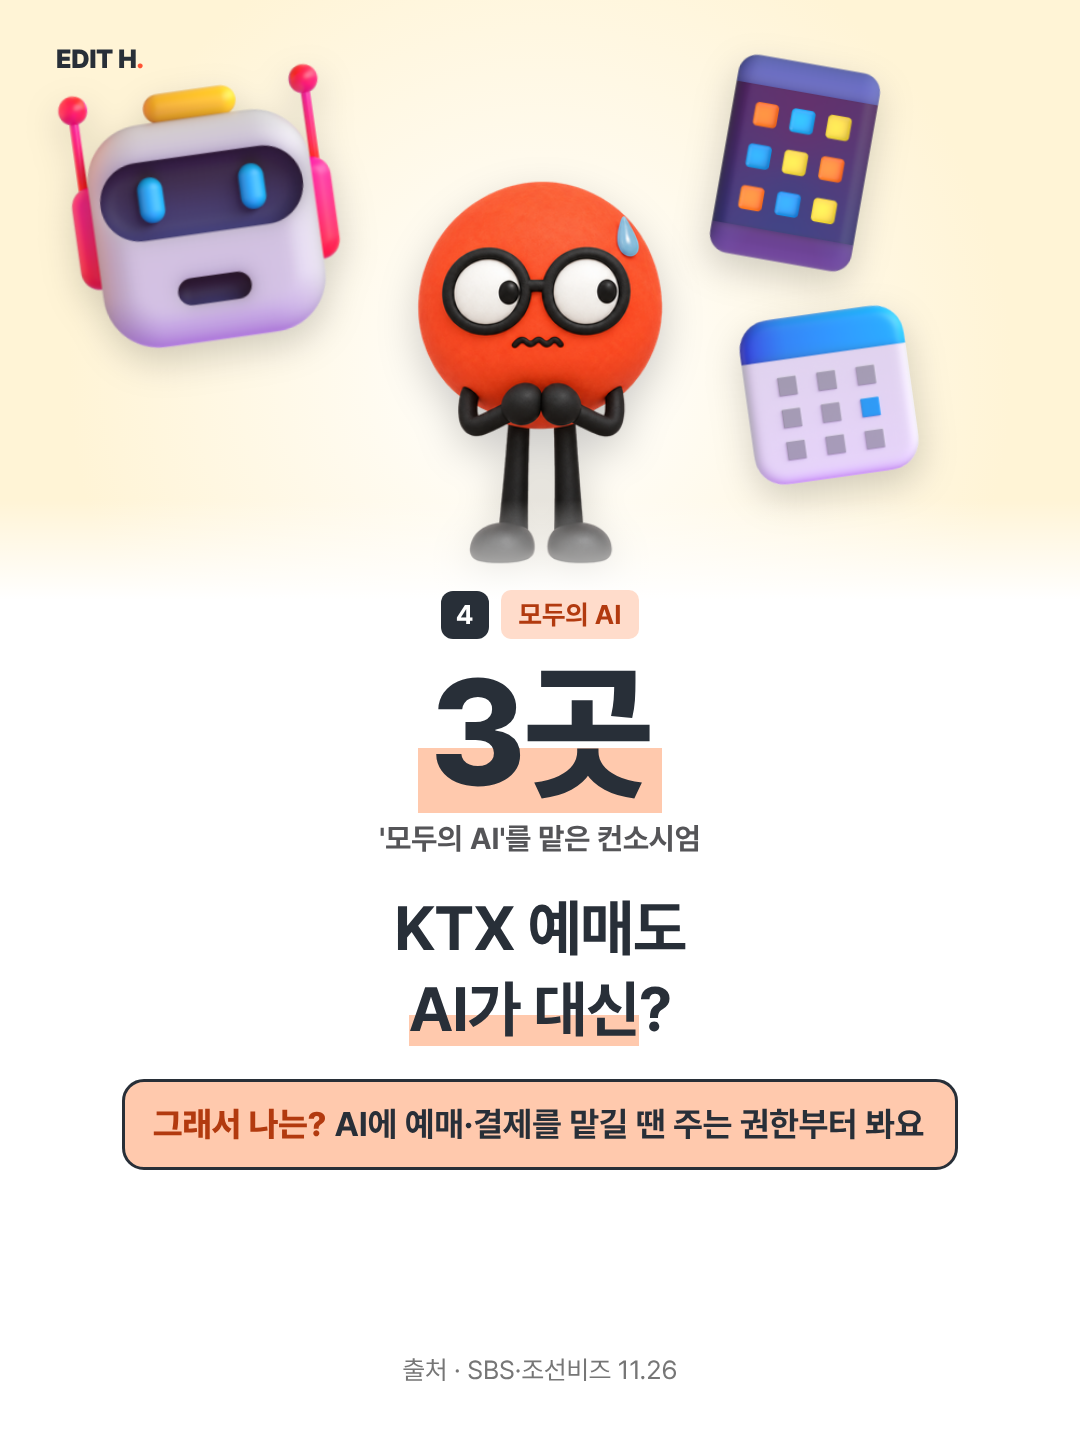 EDIT H.
4 모두의 AI
3곳
'모두의 AI'를 맡은 컨소시엄
KTX 예매도
AI가 대신?
그래서 나는? AI에 예매·결제를 맡길 땐 주는 권한부터 봐요
출처 · SBS·조선비즈 11.26